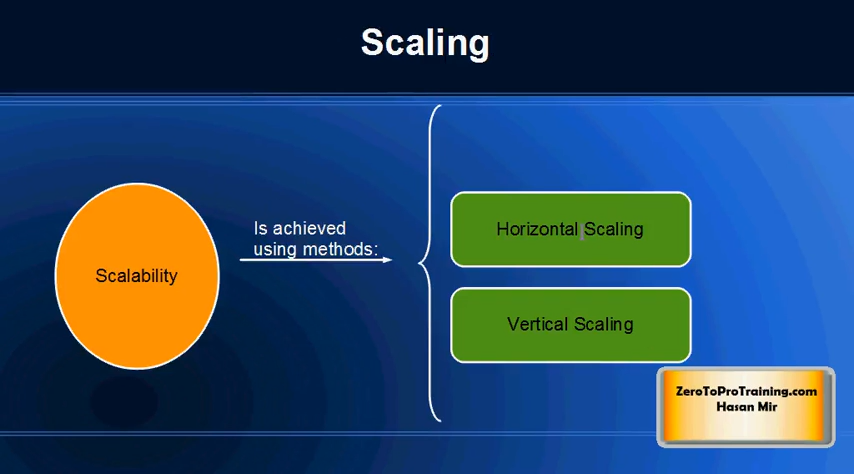 Scaling
Scalability
Is achieved
using methods:
Horizontal Scaling
Vertical Scaling
ZeroToProTraining.com
Hasan Mir